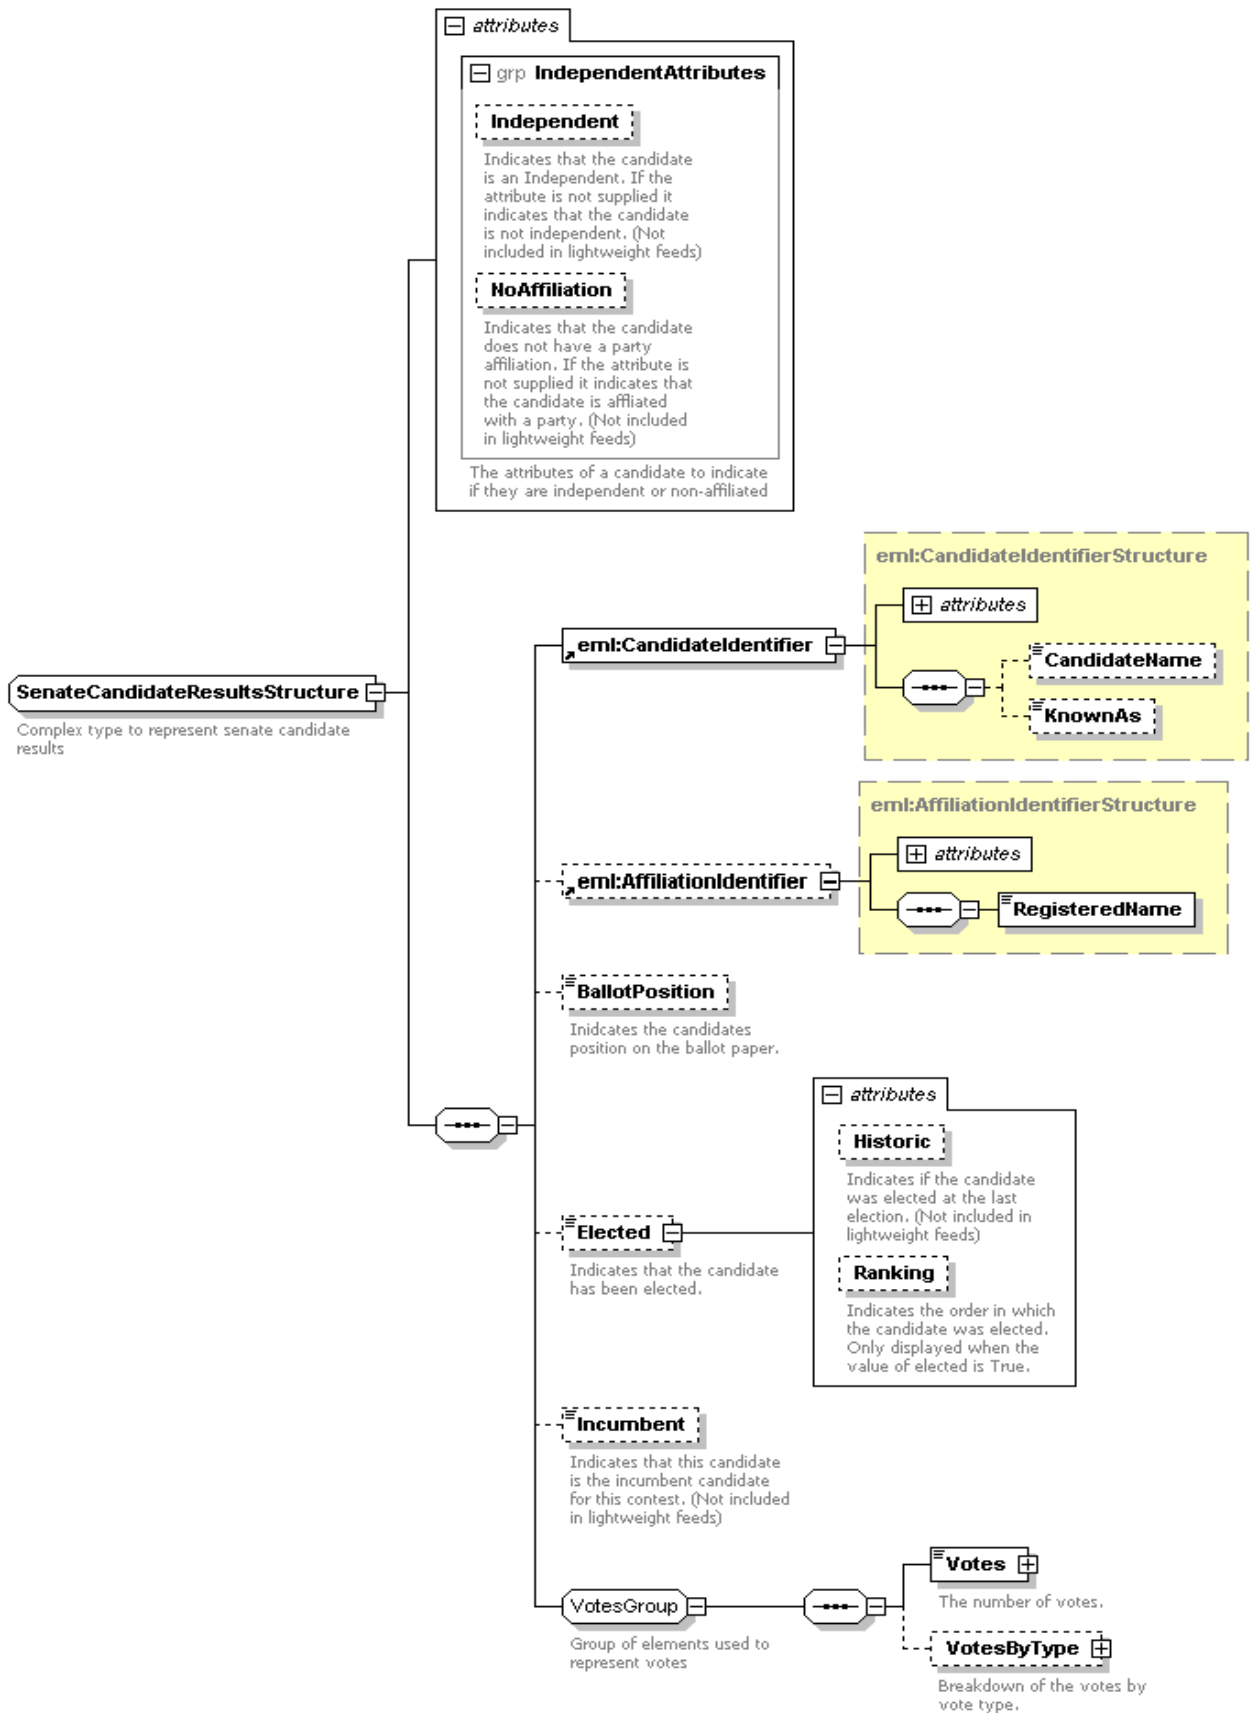 attributes
grp IndependentAttributes
Independent
Indicates that the candidate
is an Independent. If the
attribute is not supplied it
indicates that the candidate
is not independent. (Not
included in lightweight feeds)
NoAffiliation
Indicates that the candidate
does not have a party
affiliation. If the attribute is
not supplied it indicates that
the candidate is affliated
with a party. (Not included
in lightweight feeds)
The attributes of a candidate to indicate
if they are independent or non-affiliated
SenateCandidateResultsStructure
Complex type to represent senate candidate
results
eml:CandidateIdentifier
eml:CandidateIdentifierStructure
attributes
CandidateName
KnownAs
eml:AffiliationIdentifier
eml:AffiliationIdentifierStructure
attributes
RegisteredName
BallotPosition
Inidcates the candidates
position on the ballot paper.
Elected
Indicates that the candidate
has been elected.
attributes
Historic
Indicates if the candidate
was elected at the last
election. (Not included in
lightweight feeds)
Ranking
Indicates the order in which
the candidate was elected.
Only displayed when the
value of elected is True.
Incumbent
Indicates that this candidate
is the incumbent candidate
for this contest. (Not included
in lightweight feeds)
VotesGroup
Group of elements used to
represent votes
Votes
The number of votes.
VotesByType
Breakdown of the votes by
vote type.